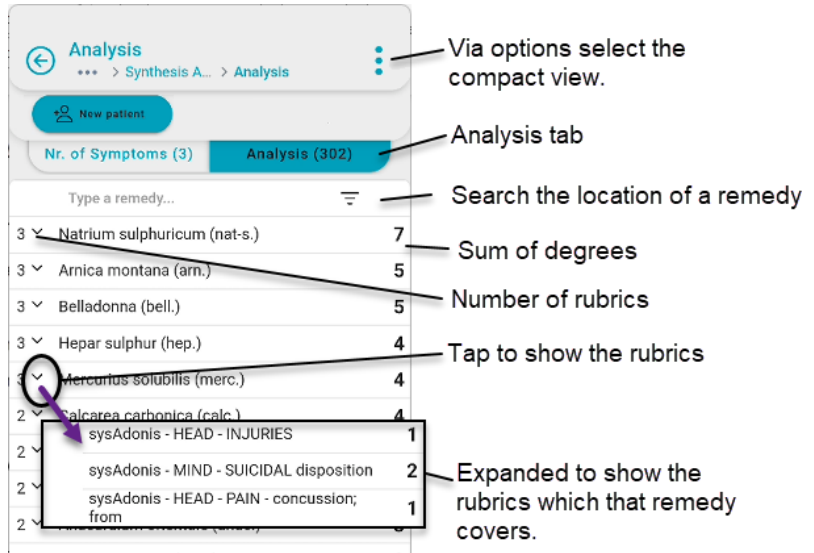 Analysis
••• > Synthesis A... > Analysis
New patient
Nr. of Symptoms (3)
Analysis (302)
Type a remedy...
3 Natrium sulphuricum (nat-s.) 7
3 Arnica montana (arn.) 5
3 Belladonna (bell.) 5
3 Hepar sulphur (hep.) 4
3 Mercurius solubilis (merc.) 4
2 Calcarea carbonica (calc.) 4
2
2
2
sysAdonis - HEAD - INJURIES 1
sysAdonis - MIND - SUICIDAL disposition 2
sysAdonis - HEAD - PAIN - concussion;
from 1
Via options select the
compact view.
Analysis tab
Search the location of a remedy
Sum of degrees
Number of rubrics
Tap to show the rubrics
Expanded to show the
rubrics which that remedy
covers.